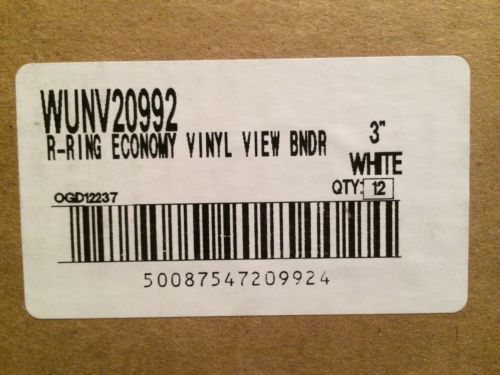 WUNV20992
R-RING ECONOMY VINYL VIEW BNDR 3"
WHITE
QTY: 12
OGD12237
50087547209924